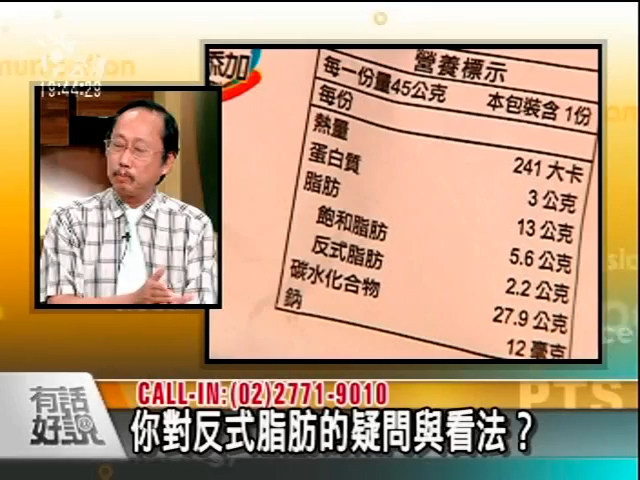 公視
19:44:29
添加
營養標示
每一份量45公克 本包裝含 1份
每份
熱量 241 大卡
蛋白質 3 公克
脂肪 13 公克
飽和脂肪 5.6 公克
反式脂肪 2.2 公克
碳水化合物 27.9 公克
鈉 12 毫克
有話好說
CALL-IN:(02)2771-9010
PTS
你對反式脂肪的疑問與看法？